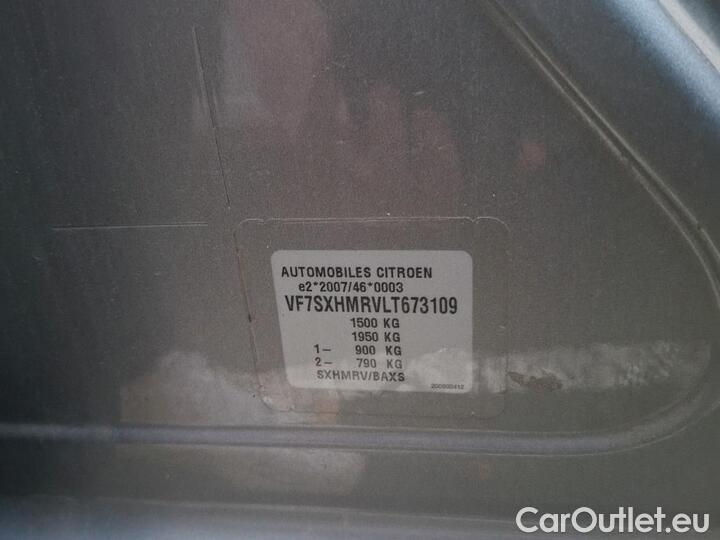 AUTOMOBILES CITROEN
e2*2007/46*0003
VF7SXHMRVLT673109
1500 KG
1950 KG
1- 900 KG
2- 790 KG
SXHMRV/BAXS
CarOutlet.eu